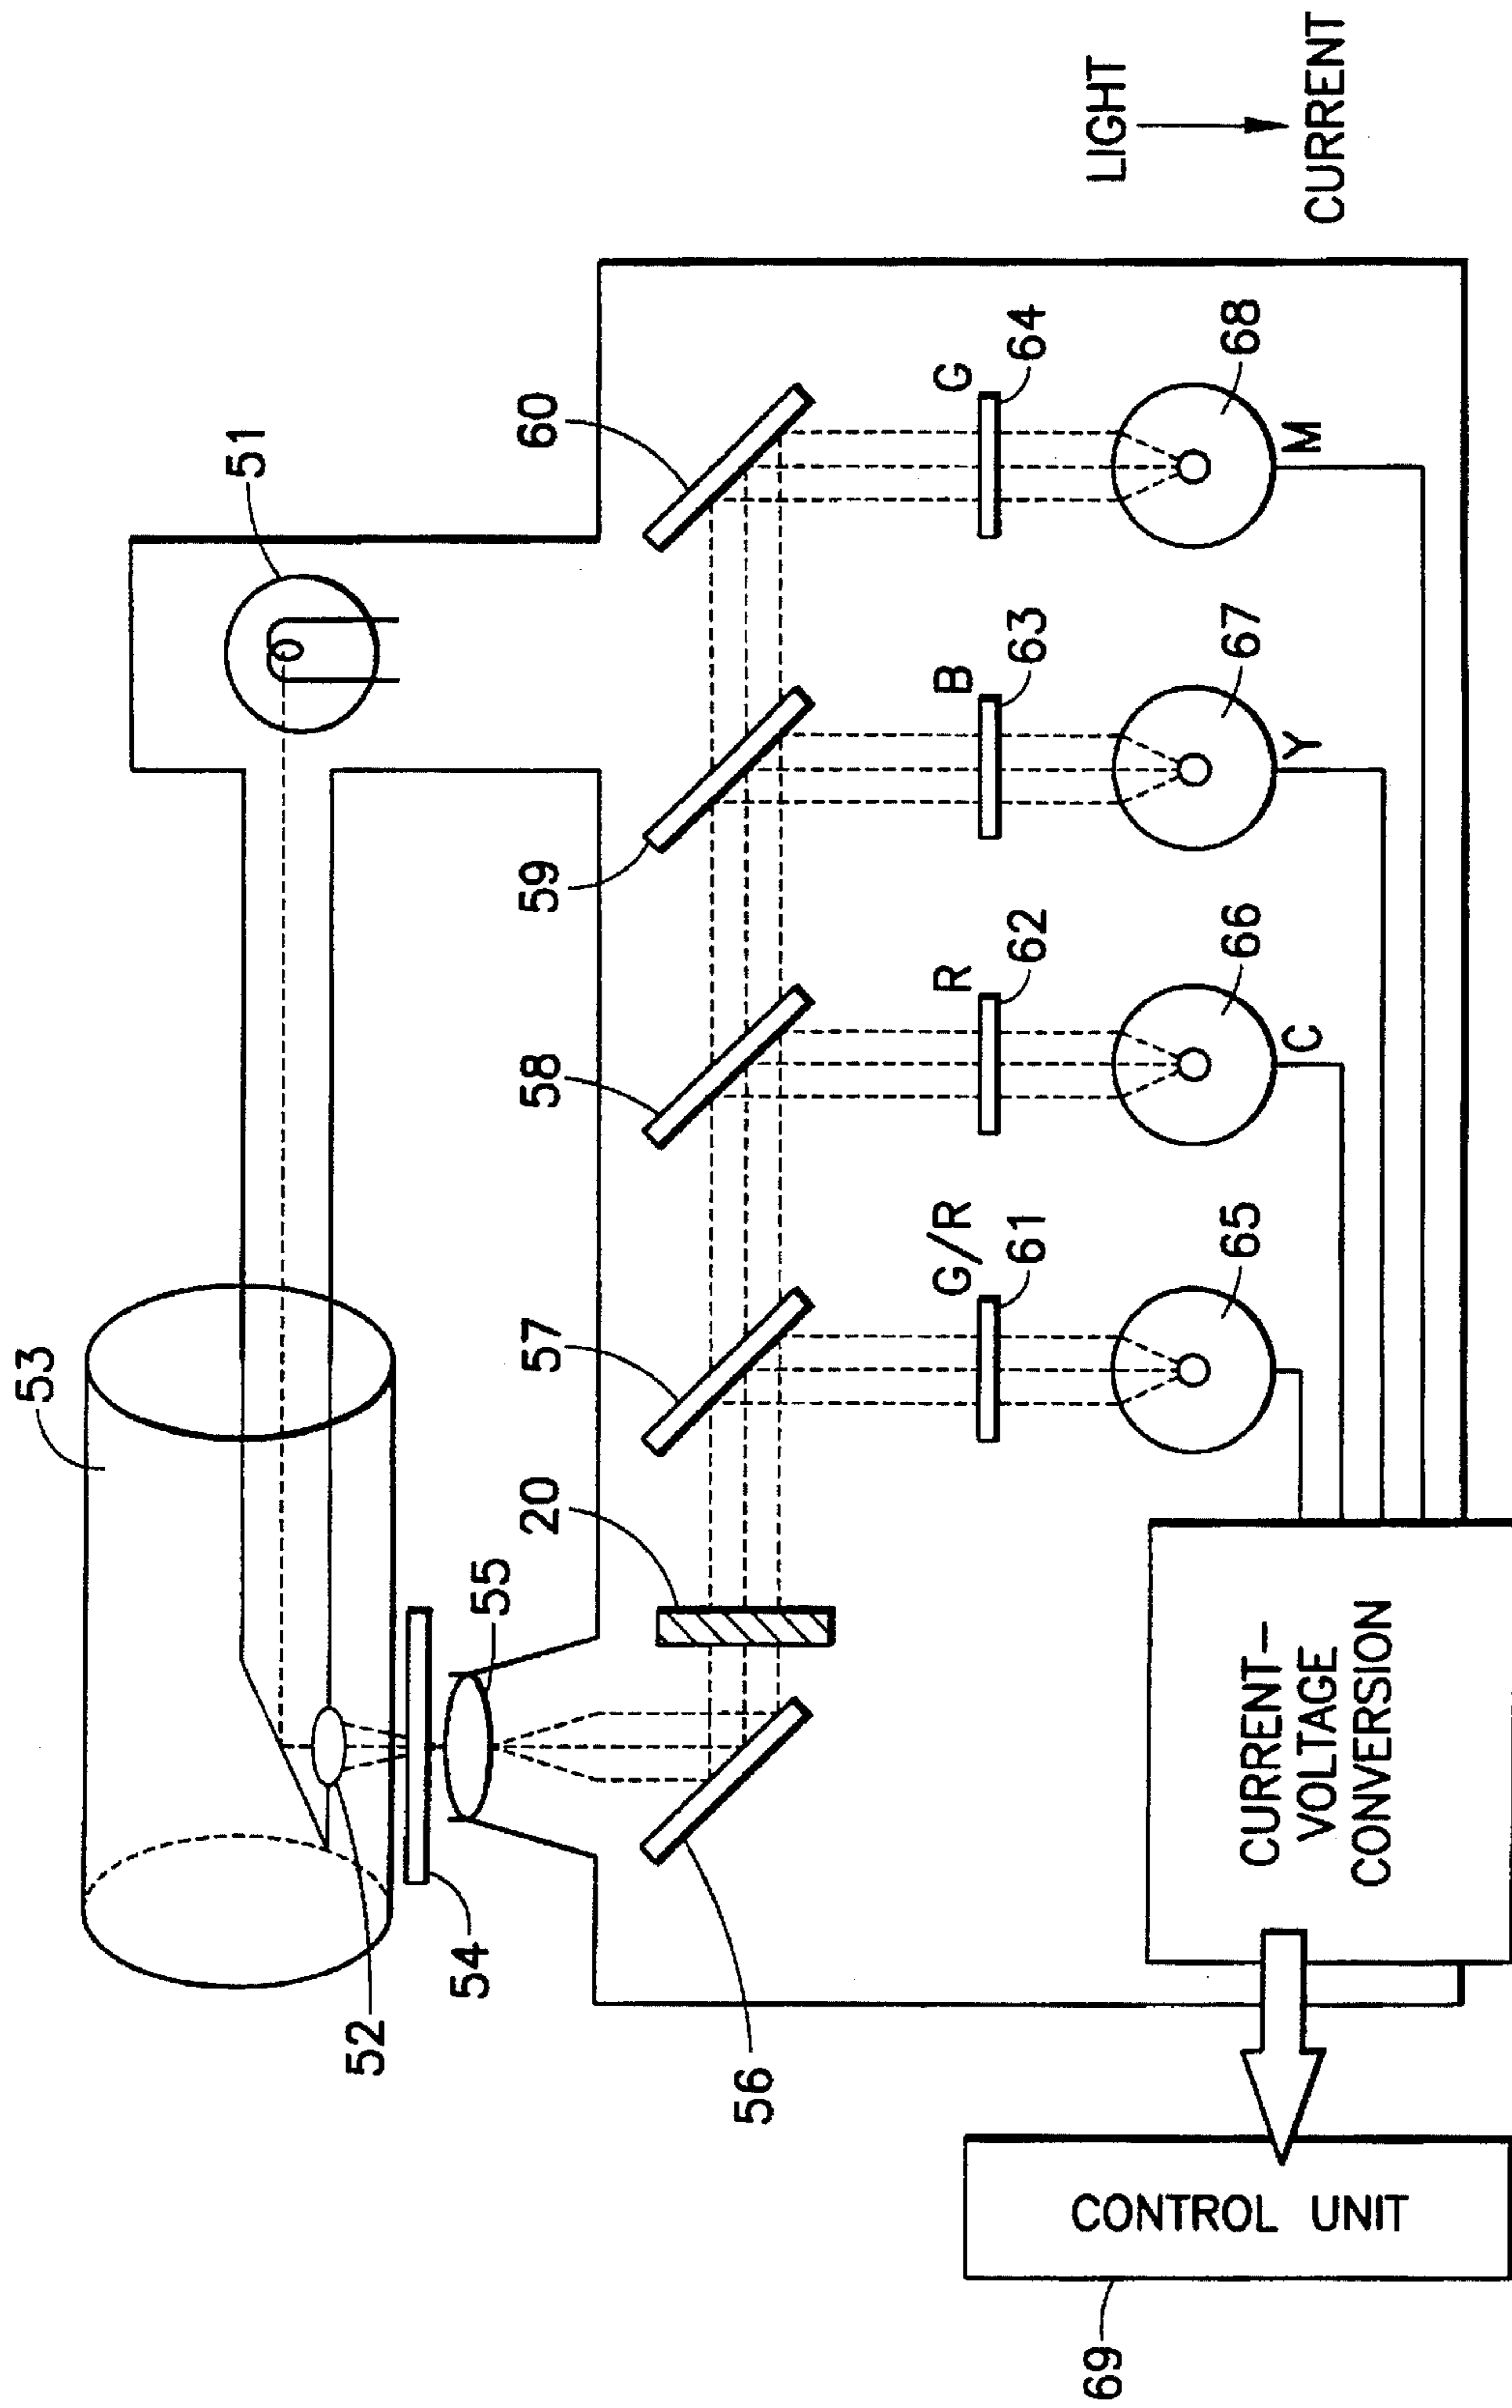 53
51
52
54
55
56
20
57
58
59
60
G/R
61
R
62
B
63
G
64
65
66
C
67
Y
68
M
LIGHT
CURRENT
CURRENT-
VOLTAGE
CONVERSION
CONTROL UNIT
69